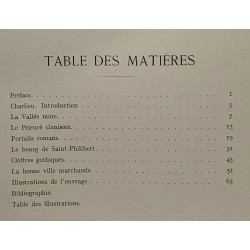 TABLE DES MATIÈRES
Préface. 1
Charlieu. Introduction 5
La Vallée noire. 7
Le Prieuré clunisien. 13
Portails romans. 19
Le bourg de Saint-Philibert. 31
Cloîtres gothiques. 43
La bonne ville marchande. 51
Illustrations de l'ouvrage. 65
Bibliographie.
Table des illustrations.